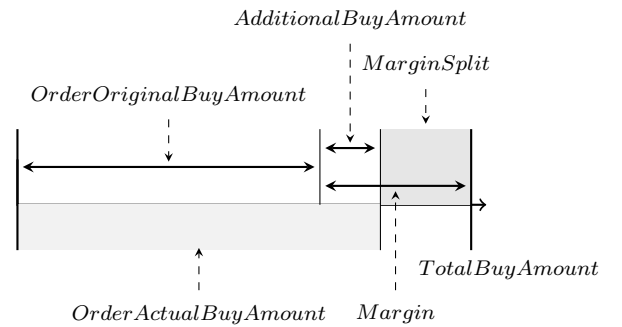 AdditionalBuyAmount
MarginSplit
OrderOriginalBuyAmount
TotalBuyAmount
OrderActualBuyAmount
Margin